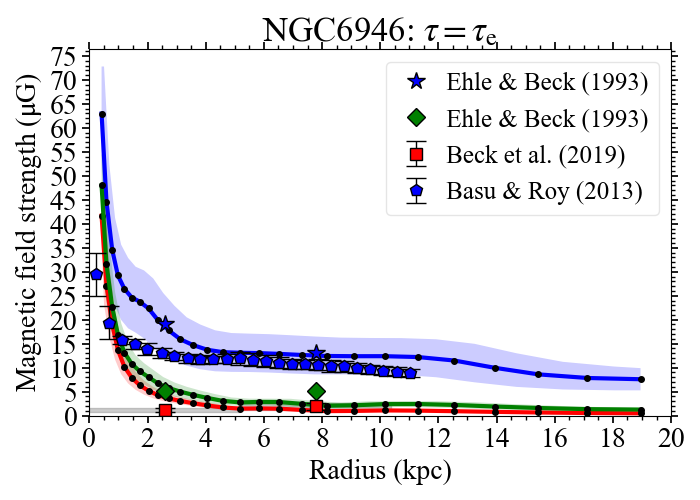 NGC6946: τ = τₑ
Magnetic field strength (μG)
75
70
65
60
55
50
45
40
35
30
25
20
15
10
5
0
Ehle & Beck (1993)
Ehle & Beck (1993)
Beck et al. (2019)
Basu & Roy (2013)
0 2 4 6 8 10 12 14 16 18 20
Radius (kpc)